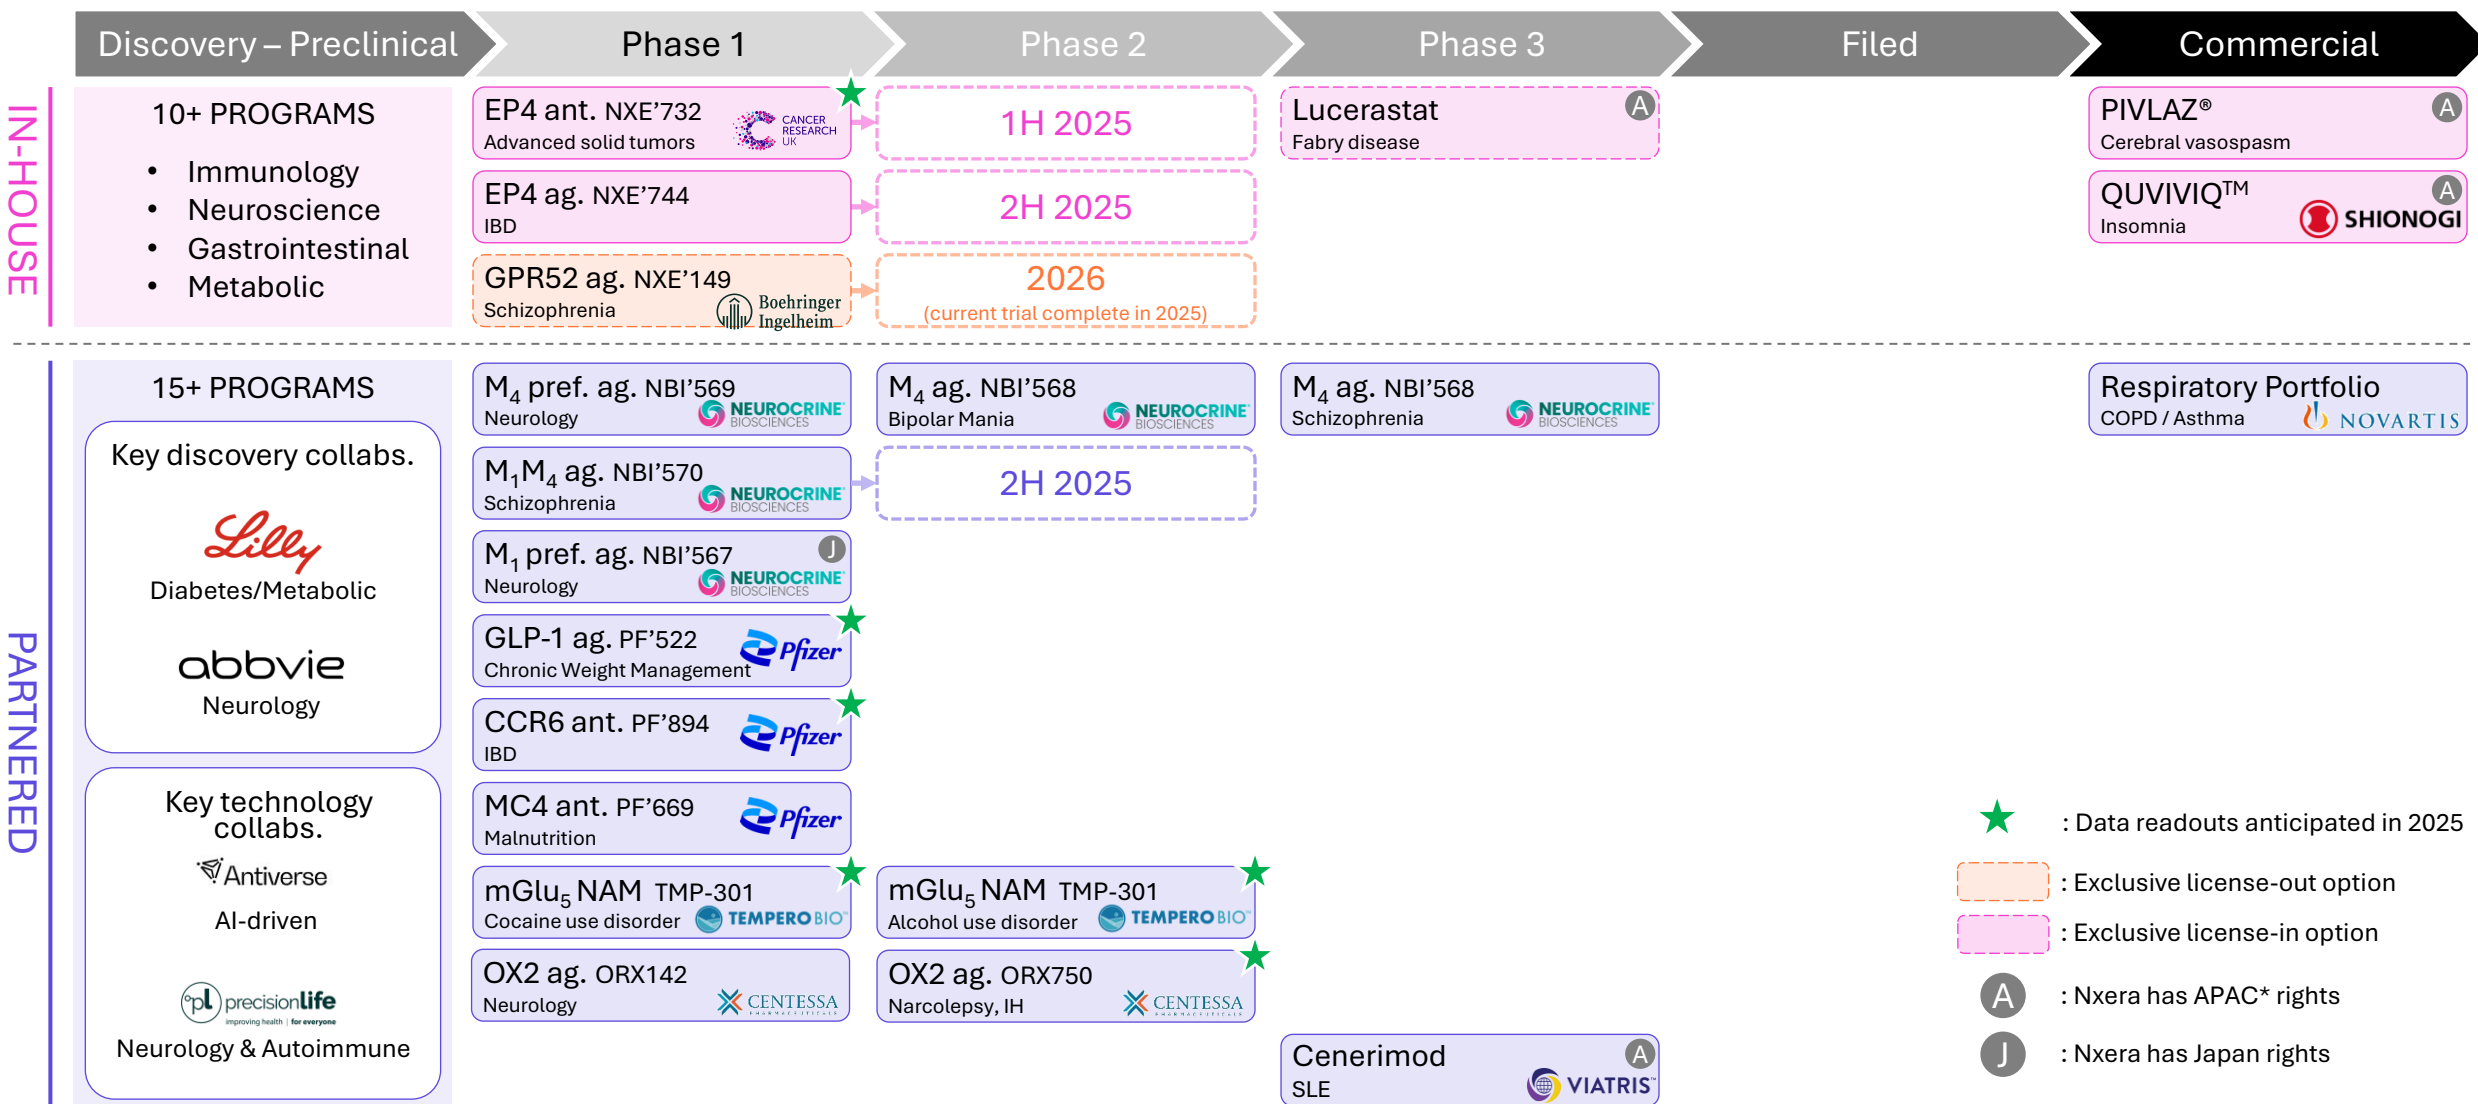 Discovery – Preclinical
Phase 1
Phase 2
Phase 3
Filed
Commercial
IN-HOUSE
10+ PROGRAMS
• Immunology
• Neuroscience
• Gastrointestinal
• Metabolic
EP4 ant. NXE’732
Advanced solid tumors
CANCER
RESEARCH
UK
1H 2025
Lucerastat
Fabry disease
A
PIVLAZ®
Cerebral vasospasm
A
EP4 ag. NXE’744
IBD
2H 2025
QUVIVIQ™
Insomnia
A
SHIONOGI
GPR52 ag. NXE’149
Schizophrenia
Boehringer
Ingelheim
2026
(current trial complete in 2025)
PARTNERED
15+ PROGRAMS
Key discovery collabs.
Lilly
Diabetes/Metabolic
abbvie
Neurology
Key technology
collabs.
Antiverse
AI-driven
pl precisionlife
improving health | for everyone
Neurology & Autoimmune
M4 pref. ag. NBI’569
Neurology
NEUROCRINE®
BIOSCIENCES
M4 ag. NBI’568
Bipolar Mania
NEUROCRINE®
BIOSCIENCES
M4 ag. NBI’568
Schizophrenia
NEUROCRINE®
BIOSCIENCES
Respiratory Portfolio
COPD / Asthma
NOVARTIS
M1M4 ag. NBI’570
Schizophrenia
NEUROCRINE®
BIOSCIENCES
2H 2025
M1 pref. ag. NBI’567
Neurology
J
NEUROCRINE®
BIOSCIENCES
GLP-1 ag. PF’522
Chronic Weight Management
Pfizer
CCR6 ant. PF’894
IBD
Pfizer
MC4 ant. PF’669
Malnutrition
Pfizer
mGlu5 NAM TMP-301
Cocaine use disorder
TEMPERO BIO™
mGlu5 NAM TMP-301
Alcohol use disorder
TEMPERO BIO™
OX2 ag. ORX142
Neurology
CENTESSA
PHARMACEUTICALS
OX2 ag. ORX750
Narcolepsy, IH
CENTESSA
PHARMACEUTICALS
Cenerimod
SLE
A
VIATRIS™
: Data readouts anticipated in 2025
: Exclusive license-out option
: Exclusive license-in option
A : Nxera has APAC* rights
J : Nxera has Japan rights